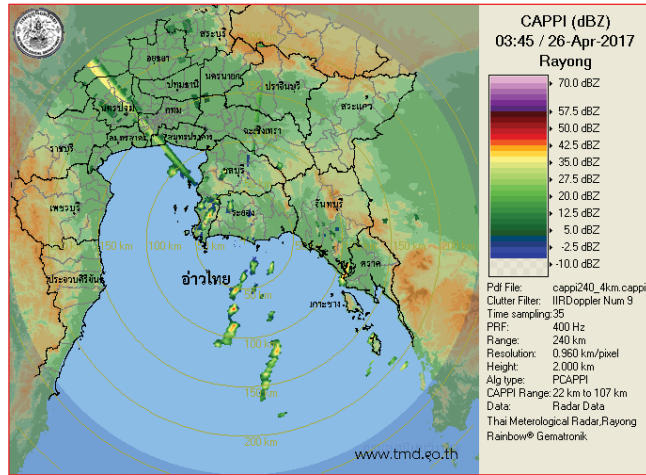 สระบุรี
อยุธยา
นครนายก
ปทุมธานี
ปราจีนบุรี
นครปฐม
กทม
สระแก้ว
สมุทรสาคร
สมุทรปราการ
ฉะเชิงเทรา
ราชบุรี
ชลบุรี
เพชรบุรี
ระยอง
จันทบุรี
150 km
100 km
ตราด
ประจวบคีรีขันธ์
อ่าวไทย
50 km
เกาะช้าง
100 km
150 km
200 km
www.tmd.go.th
CAPPI (dBZ)
03:45 / 26-Apr-2017
Rayong
70.0 dBZ
57.5 dBZ
50.0 dBZ
42.5 dBZ
35.0 dBZ
27.5 dBZ
20.0 dBZ
12.5 dBZ
5.0 dBZ
-2.5 dBZ
-10.0 dBZ
Pdf File: cappi240_4km.cappi
Clutter Filter: IIRDoppler Num 9
Time sampling:35
PRF: 400 Hz
Range: 240 km
Resolution: 0.960 km/pixel
Height: 2.000 km
Alg type: PCAPPI
CAPPI Range: 22 km to 107 km
Data: Radar Data
Thai Meterological Radar,Rayong
Rainbow® Gematronik